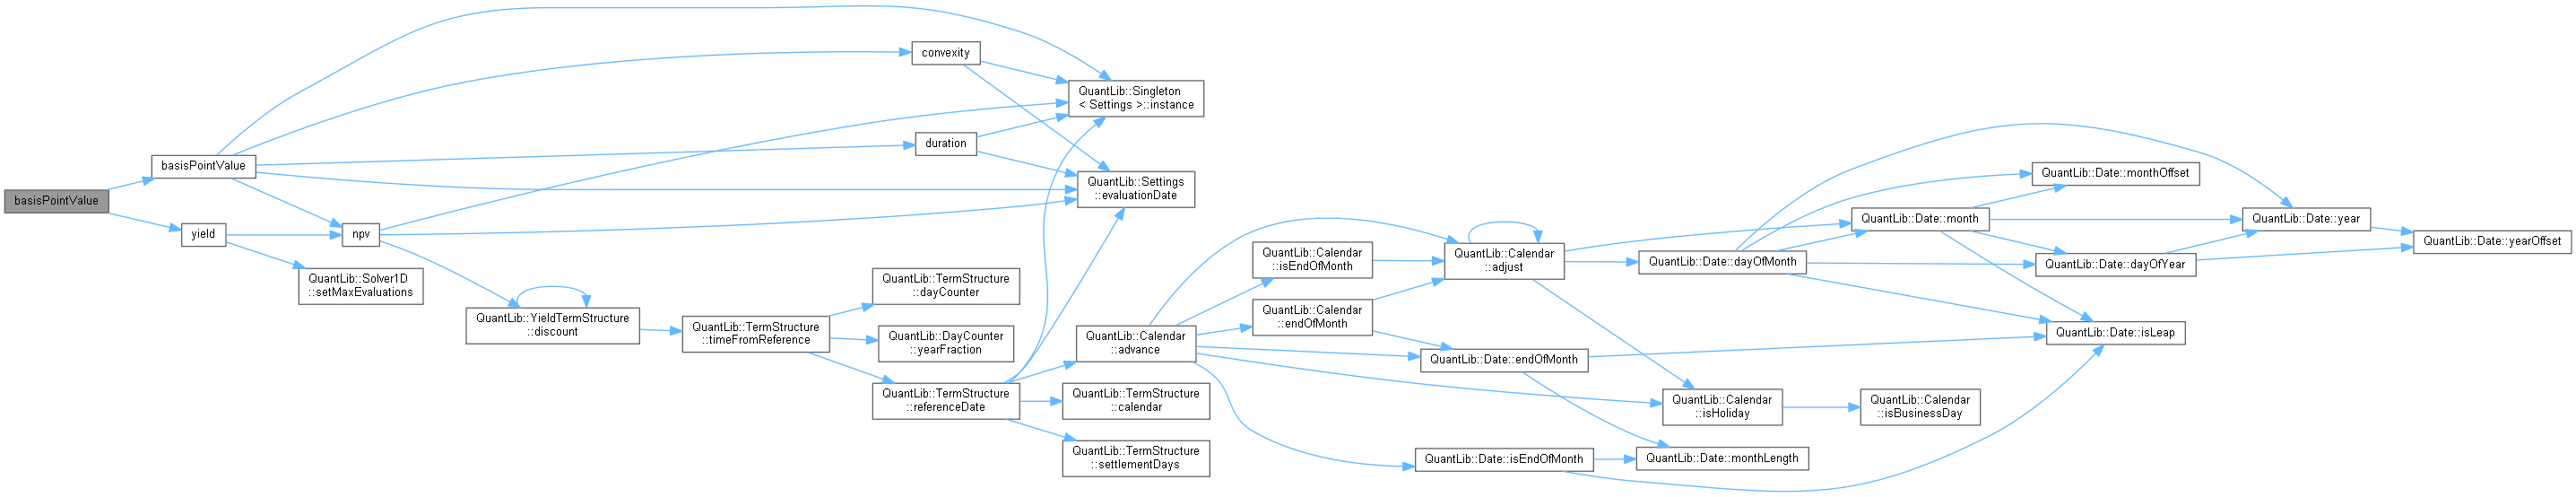 basisPointValue
basisPointValue
yield
convexity
duration
npv
QuantLib::Solver1D
::setMaxEvaluations
QuantLib::Singleton
< Settings >::instance
QuantLib::Settings
::evaluationDate
QuantLib::YieldTermStructure
::discount
QuantLib::TermStructure
::timeFromReference
QuantLib::TermStructure
::dayCounter
QuantLib::DayCounter
::yearFraction
QuantLib::TermStructure
::referenceDate
QuantLib::Calendar
::advance
QuantLib::TermStructure
::calendar
QuantLib::TermStructure
::settlementDays
QuantLib::Calendar
::isEndOfMonth
QuantLib::Calendar
::endOfMonth
QuantLib::Calendar
::adjust
QuantLib::Date::endOfMonth
QuantLib::Date::isEndOfMonth
QuantLib::Date::dayOfMonth
QuantLib::Calendar
::isHoliday
QuantLib::Date::monthLength
QuantLib::Date::month
QuantLib::Calendar
::isBusinessDay
QuantLib::Date::monthOffset
QuantLib::Date::dayOfYear
QuantLib::Date::isLeap
QuantLib::Date::year
QuantLib::Date::yearOffset